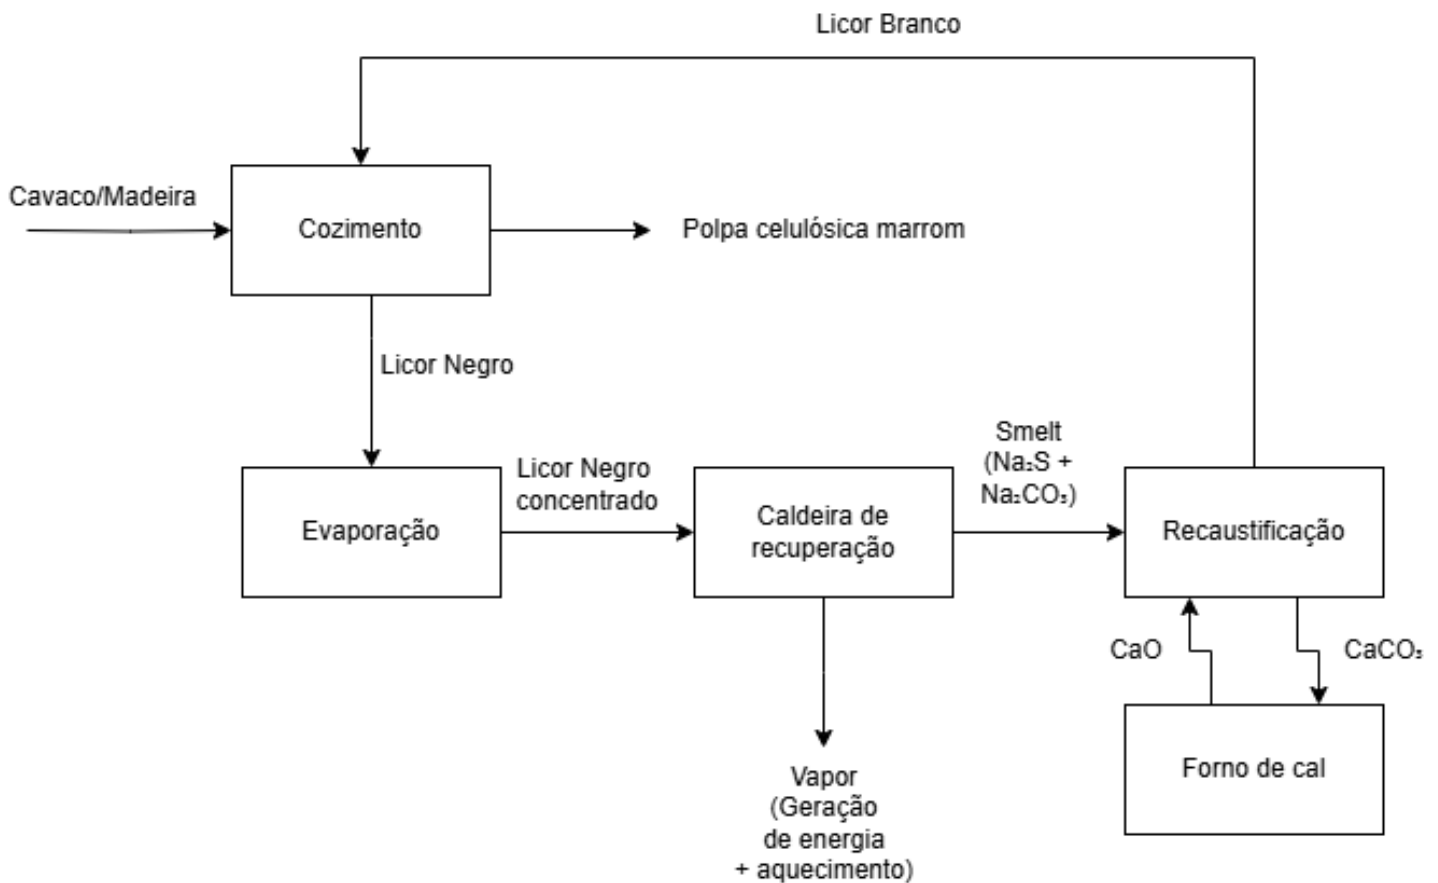 Licor Branco
Cavaco/Madeira
Cozimento
Polpa celulósica marrom
Licor Negro
Evaporação
Licor Negro
concentrado
Caldeira de
recuperação
Smelt
(Na₂S +
Na₂CO₃)
Recaustificação
CaO
CaCO₃
Forno de cal
Vapor
(Geração
de energia
+ aquecimento)